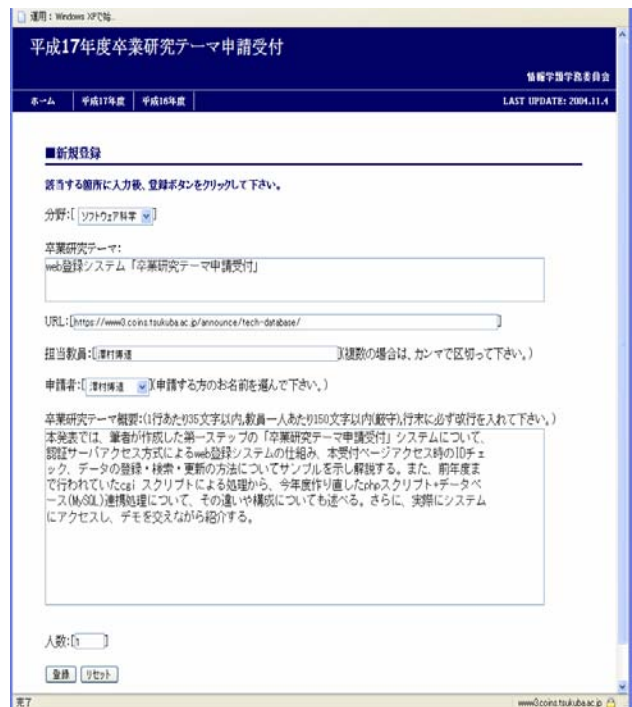 運用：Windows XPで始..
平成17年度卒業研究テーマ申請受付
情報学類学務委員会
ホーム 平成17年度 平成16年度 LAST UPDATE: 2004.11.4
■新規登録
該当する箇所に入力後、登録ボタンをクリックして下さい。
分野:[ソフトウェア科学]
卒業研究テーマ:
web登録システム「卒業研究テーマ申請受付」
URL:[https://www3.coins.tsukuba.ac.jp/announce/tech-database/]
担当教員:[澤村博道](複数の場合は、カンマで区切って下さい。)
申請者:[澤村博道](申請する方のお名前を選んで下さい。)
卒業研究テーマ概要:(1行あたり35文字以内,教員一人あたり150文字以内(厳守),行末に必ず改行を入れて下さい。)
本発表では、筆者が作成した第一ステップの「卒業研究テーマ申請受付」システムについて、
認証サーバアクセス方式によるweb登録システムの仕組み、本受付ページアクセス時のIDチェ
ック、データの登録・検索・更新の方法についてサンプルを示し解説する。また、前年度ま
で行われていたcgi スクリプトによる処理から、今年度作り直したphpスクリプト+データベ
ース(MySQL)連携処理について、その違いや構成についても述べる。さらに、実際にシステム
にアクセスし、デモを交えながら紹介する。
人数:[1]
登録 リセット
完了 www3.coins.tsukuba.ac.jp